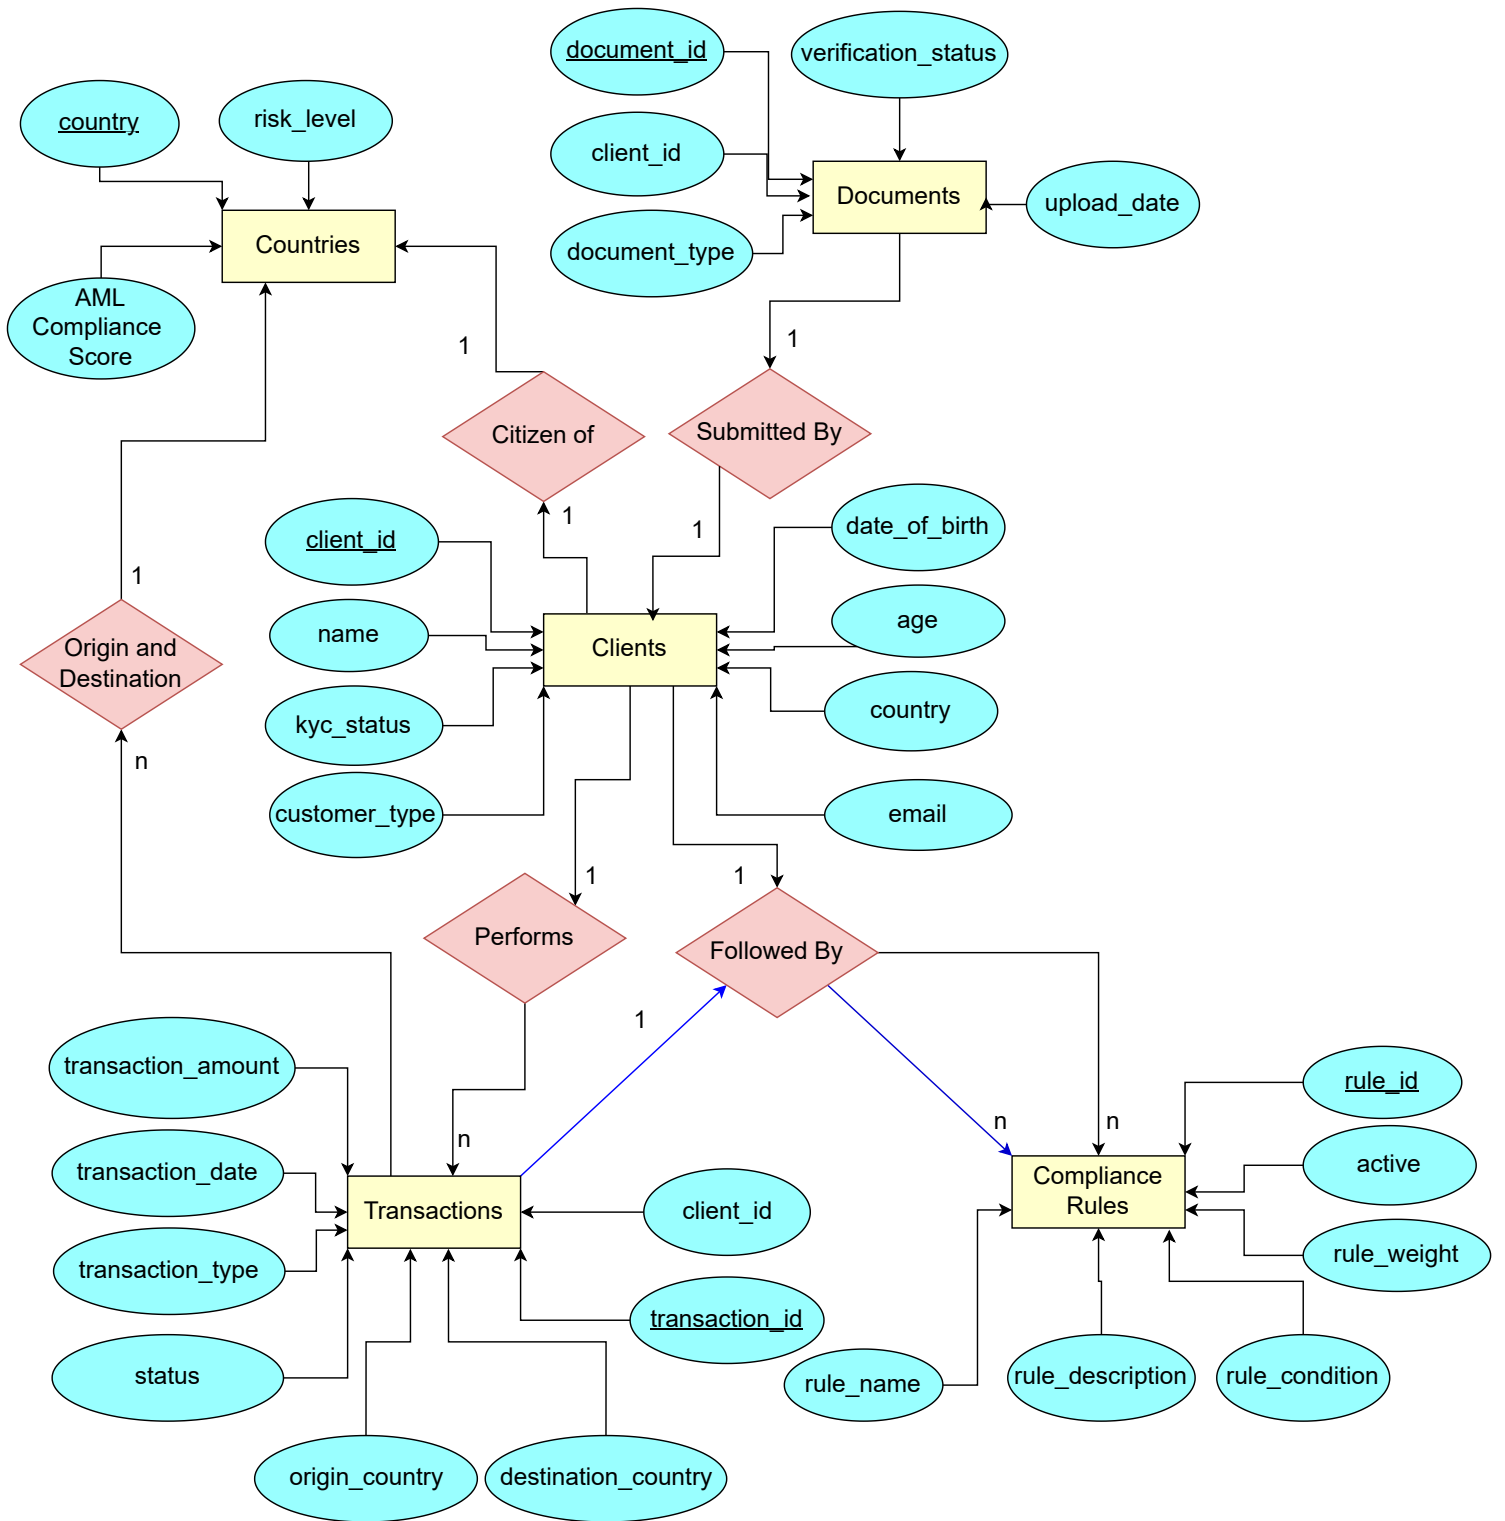 document_id
verification_status
country
risk_level
client_id
Documents
upload_date
Countries
document_type
AML
Compliance
Score
1
1
Citizen of
Submitted By
1
1
client_id
date_of_birth
1
name
Clients
age
Origin and
Destination
kyc_status
country
n
customer_type
email
1
1
Performs
Followed By
1
transaction_amount
rule_id
n
n
n
transaction_date
active
Compliance
Rules
Transactions
client_id
transaction_type
rule_weight
transaction_id
status
rule_name
rule_description
rule_condition
origin_country
destination_country